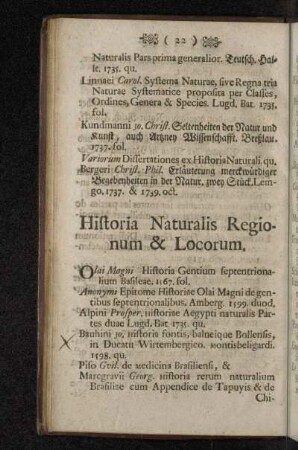 ( 22 )
Naturalis Pars prima generalior. Teutsch. Hal-
le. 1735. qu.
Linnaei Carol. Systema Naturae, sive Regna tria
Naturae Systematice proposita per Classes,
Ordines, Genera & Species. Lugd. Bat. 1735.
fol.
Kundmanni Jo. Christ. Seltenheiten der Natur und
Kunst, auch Artzney Wissenschafft. Breßlau.
1737. fol.
Variorum Dissertationes ex Historia Naturali. qu.
Bergeri Christ. Phil. Erläuterung merckwürdiger
Begebenheiten in der Natur, zwey Stück. Lem-
go. 1737. & 1739. oct.
Historia Naturalis Regio-
num & Locorum.
Olai Magni Historia Gentium septentriona-
lium Basileae. 1567. fol.
Anonymi Epitome Historiae Olai Magni de gen-
tibus septentrionalibus. Amberg. 1599. duod.
Alpini Prosper, Historiae Aegypti naturalis Par-
tes duae Lugd. Bat 1735. qu.
Bauhini Jo, Historia fontis, balneique Bollensis,
in Ducatu Wirtembergico. Montisbeligardi.
1598. qu.
Piso Guil. de Medicina Brasiliensi, &
Marcgravii Georg. Historia rerum naturalium
Brasiliae cum Appendice de Tapuyis & de
Chi-